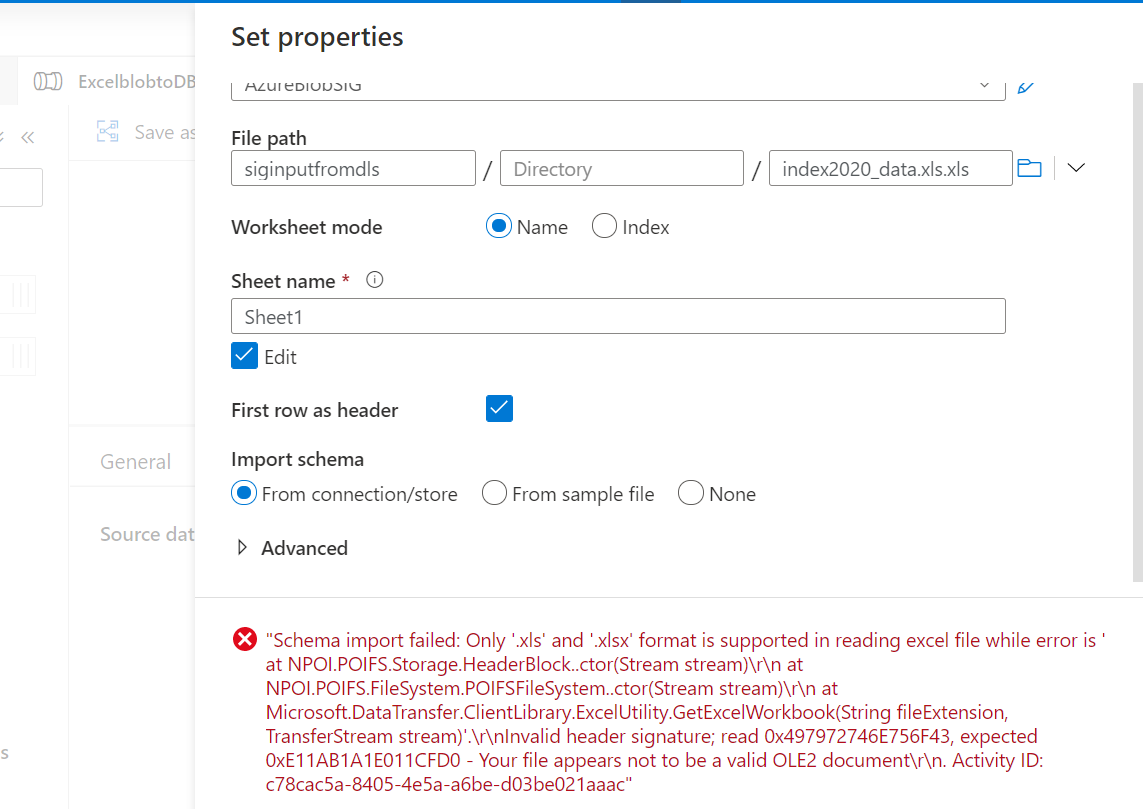 Set properties
ExcelblobtoDB
AzureBlobSIG
Save as
File path
siginputfromdls / Directory / index2020_data.xls.xls
Worksheet mode Name Index
Sheet name * 
Sheet1
Edit
First row as header
Import schema
General
From connection/store From sample file None
Source dat
Advanced
"Schema import failed: Only '.xls' and '.xlsx' format is supported in reading excel file while error is '
at NPOI.POIFS.Storage.HeaderBlock..ctor(Stream stream)\r\n at
NPOI.POIFS.FileSystem.POIFSFileSystem..ctor(Stream stream)\r\n at
Microsoft.DataTransfer.ClientLibrary.ExcelUtility.GetExcelWorkbook(String fileExtension,
TransferStream stream)'.\r\nInvalid header signature; read 0x497972746E756F43, expected
0xE11AB1A1E011CFD0 - Your file appears not to be a valid OLE2 document\r\n. Activity ID:
s
c78cac5a-8405-4e5a-a6be-d03be021aaac"